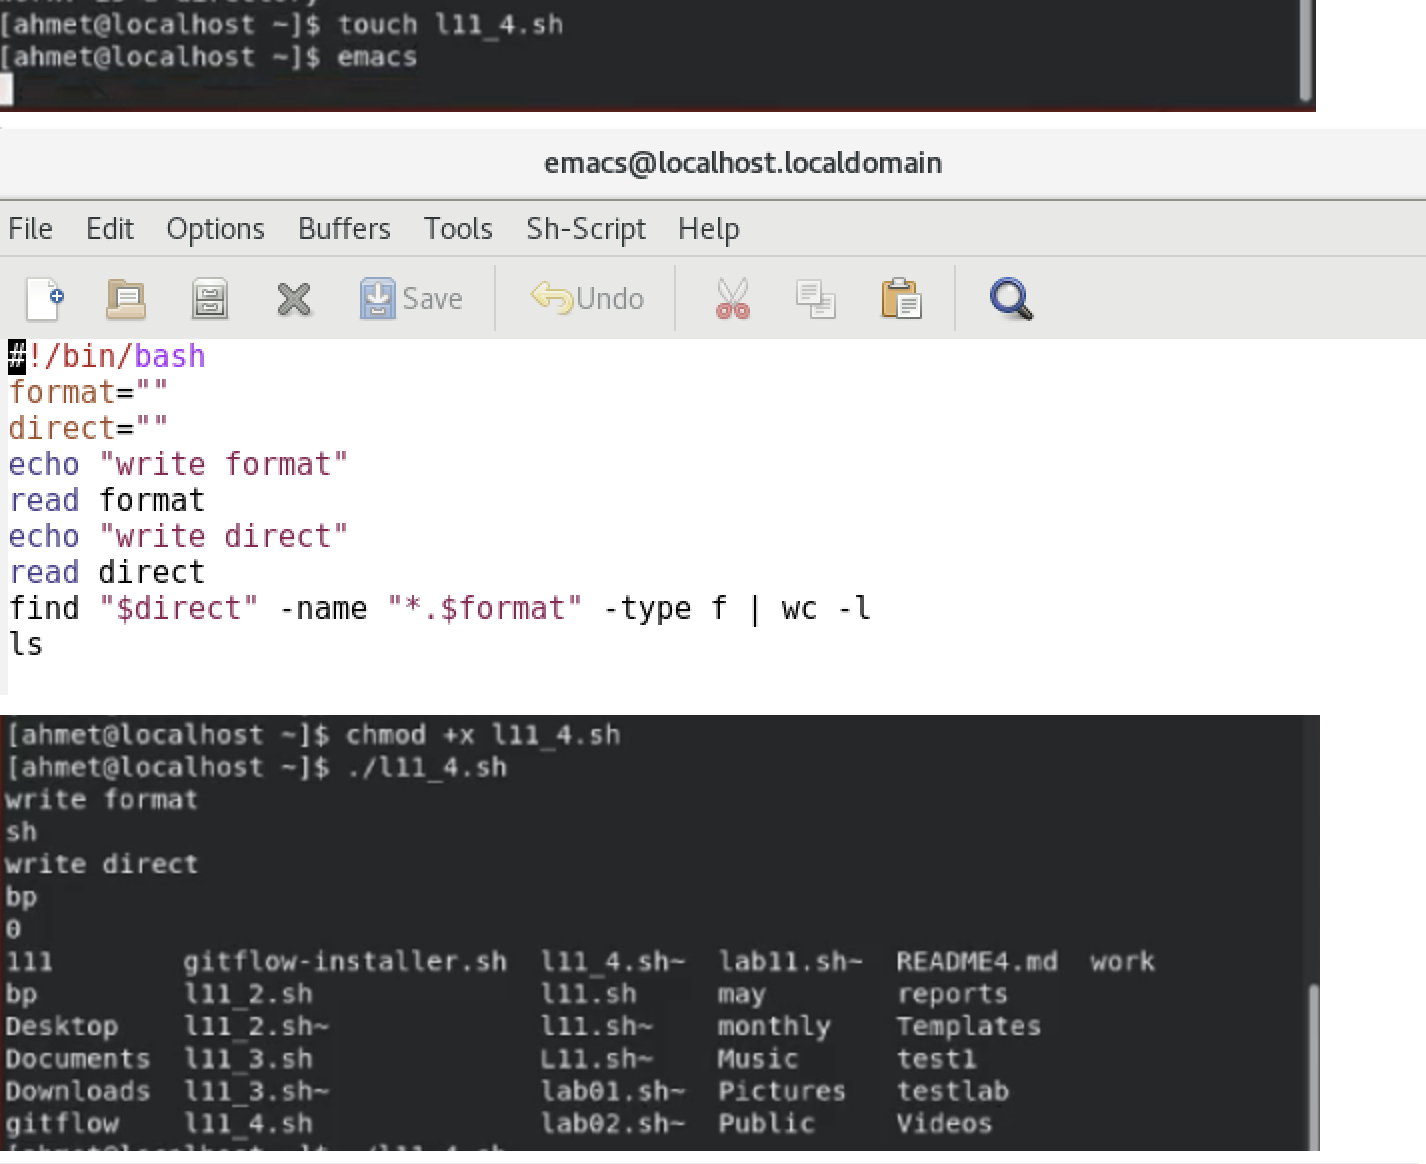 [ahmet@localhost ~]$ touch l11_4.sh
[ahmet@localhost ~]$ emacs
emacs@localhost.localdomain
File Edit Options Buffers Tools Sh-Script Help
Save Undo
#!/bin/bash
format=""
direct=""
echo "write format"
read format
echo "write direct"
read direct
find "$direct" -name "*.$format" -type f | wc -l
ls
[ahmet@localhost ~]$ chmod +x l11_4.sh
[ahmet@localhost ~]$ ./l11_4.sh
write format
sh
write direct
bp
0
111 gitflow-installer.sh l11_4.sh~ lab11.sh~ README4.md work
bp l11_2.sh l11.sh may reports
Desktop l11_2.sh~ l11.sh~ monthly Templates
Documents l11_3.sh L11.sh~ Music test1
Downloads l11_3.sh~ lab01.sh~ Pictures testlab
gitflow l11_4.sh lab02.sh~ Public Videos